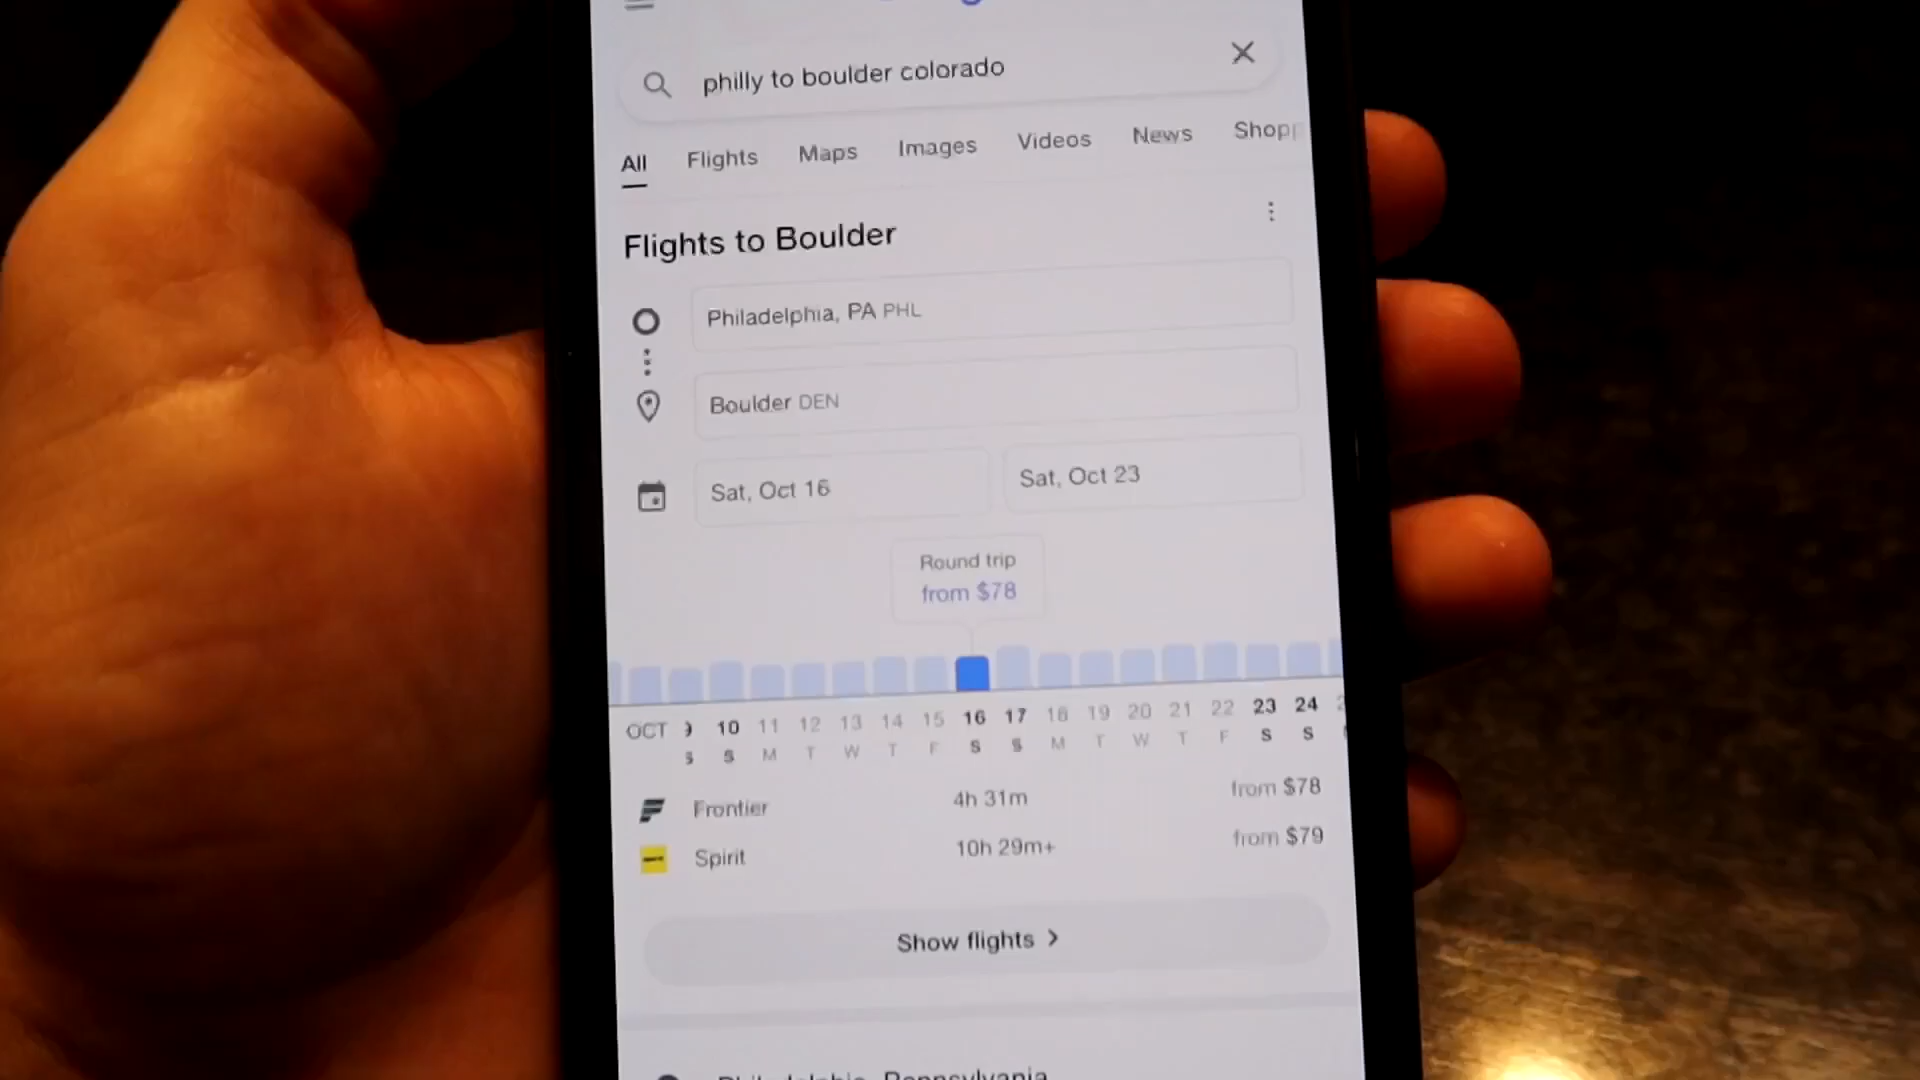 philly to boulder colorado
All Flights Maps Images Videos News Shopp
Flights to Boulder
Philadelphia, PA PHL
Boulder DEN
Sat, Oct 16 Sat, Oct 23
Round trip
from $78
OCT 9 10 11 12 13 14 15 16 17 18 19 20 21 22 23 24
S S M T W T F S S M T W T F S S
Frontier 4h 31m from $78
Spirit 10h 29m+ from $79
Show flights
Philadelphia, Pennsylvania